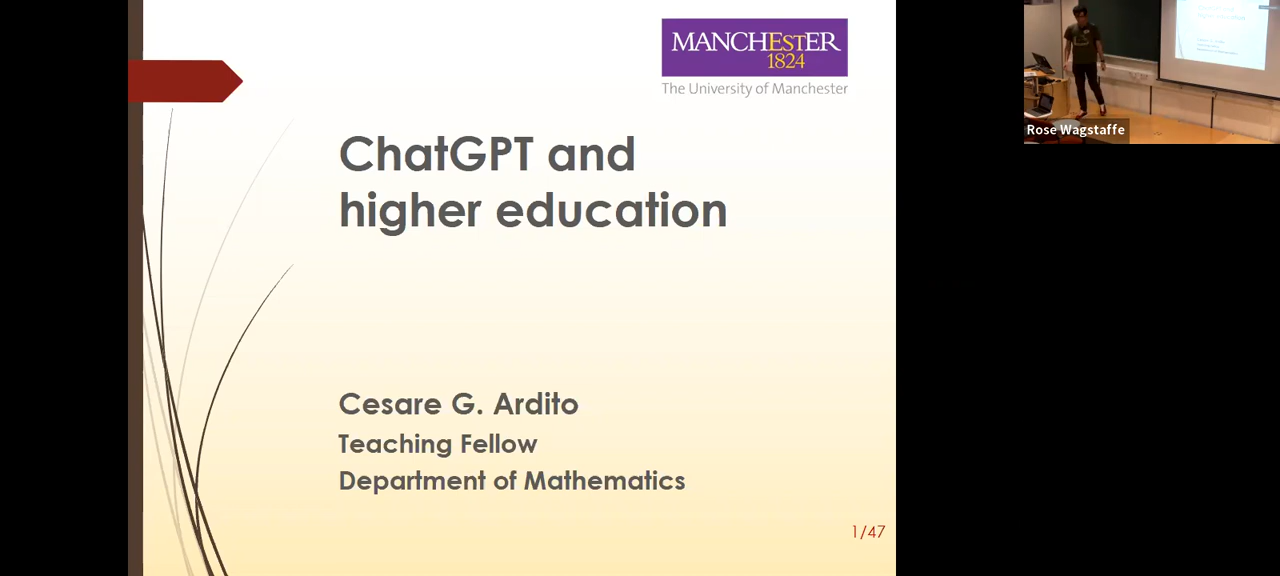 MANCHEsTER
1824
The University of Manchester
ChatGPT and
higher education
Cesare G. Ardito
Teaching Fellow
Department of Mathematics
1/47
Rose Wagstaffe